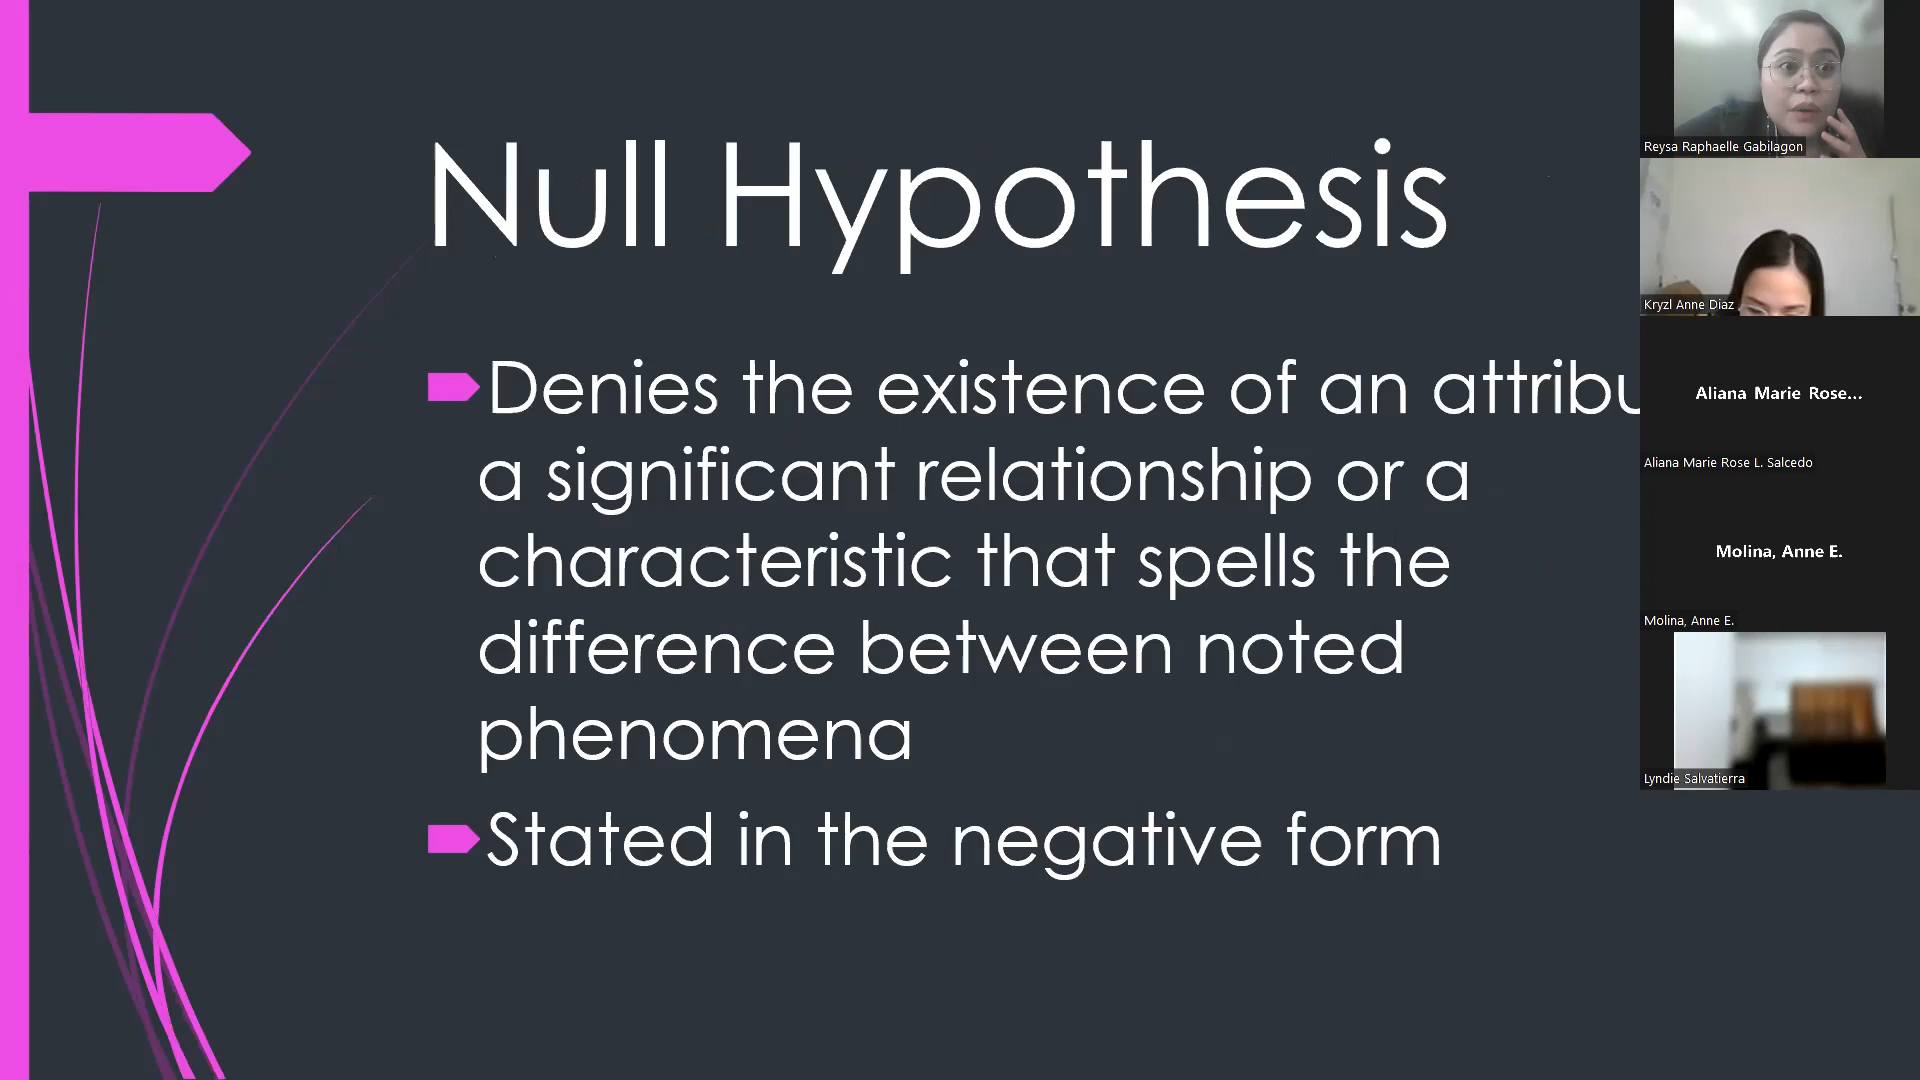 Null Hypothesis
Denies the existence of an
a significant relationship or a
characteristic that spells the
difference between noted
phenomena
Stated in the negative form
Reysa Raphaelle Gabilagon
Kryzl Anne Diaz
Aliana Marie Rose...
Aliana Marie Rose L. Salcedo
Molina, Anne E.
Molina, Anne E.
Lyndie Salvatierra